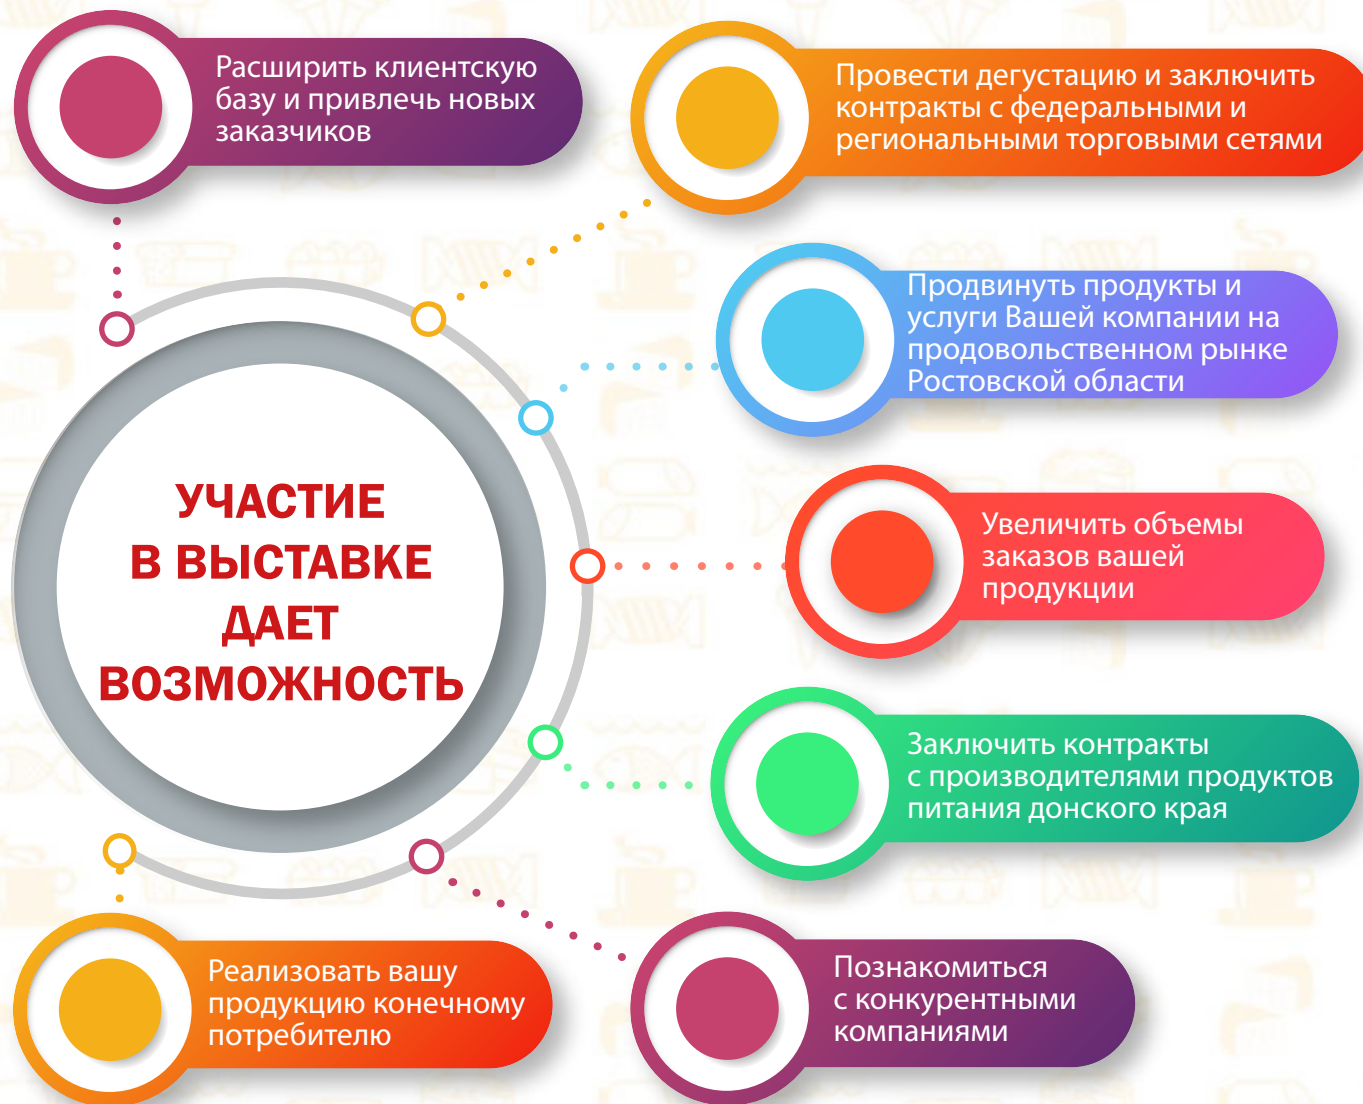 Расширить клиентскую
базу и привлечь новых
заказчиков
Провести дегустацию и заключить
контракты с федеральными и
региональными торговыми сетями
Продвинуть продукты и
услуги Вашей компании на
продовольственном рынке
Ростовской области
УЧАСТИЕ
В ВЫСТАВКЕ
ДАЕТ
ВОЗМОЖНОСТЬ
Увеличить объемы
заказов вашей
продукции
Заключить контракты
с производителями продуктов
питания донского края
Реализовать вашу
продукцию конечному
потребителю
Познакомиться
с конкурентными
компаниями